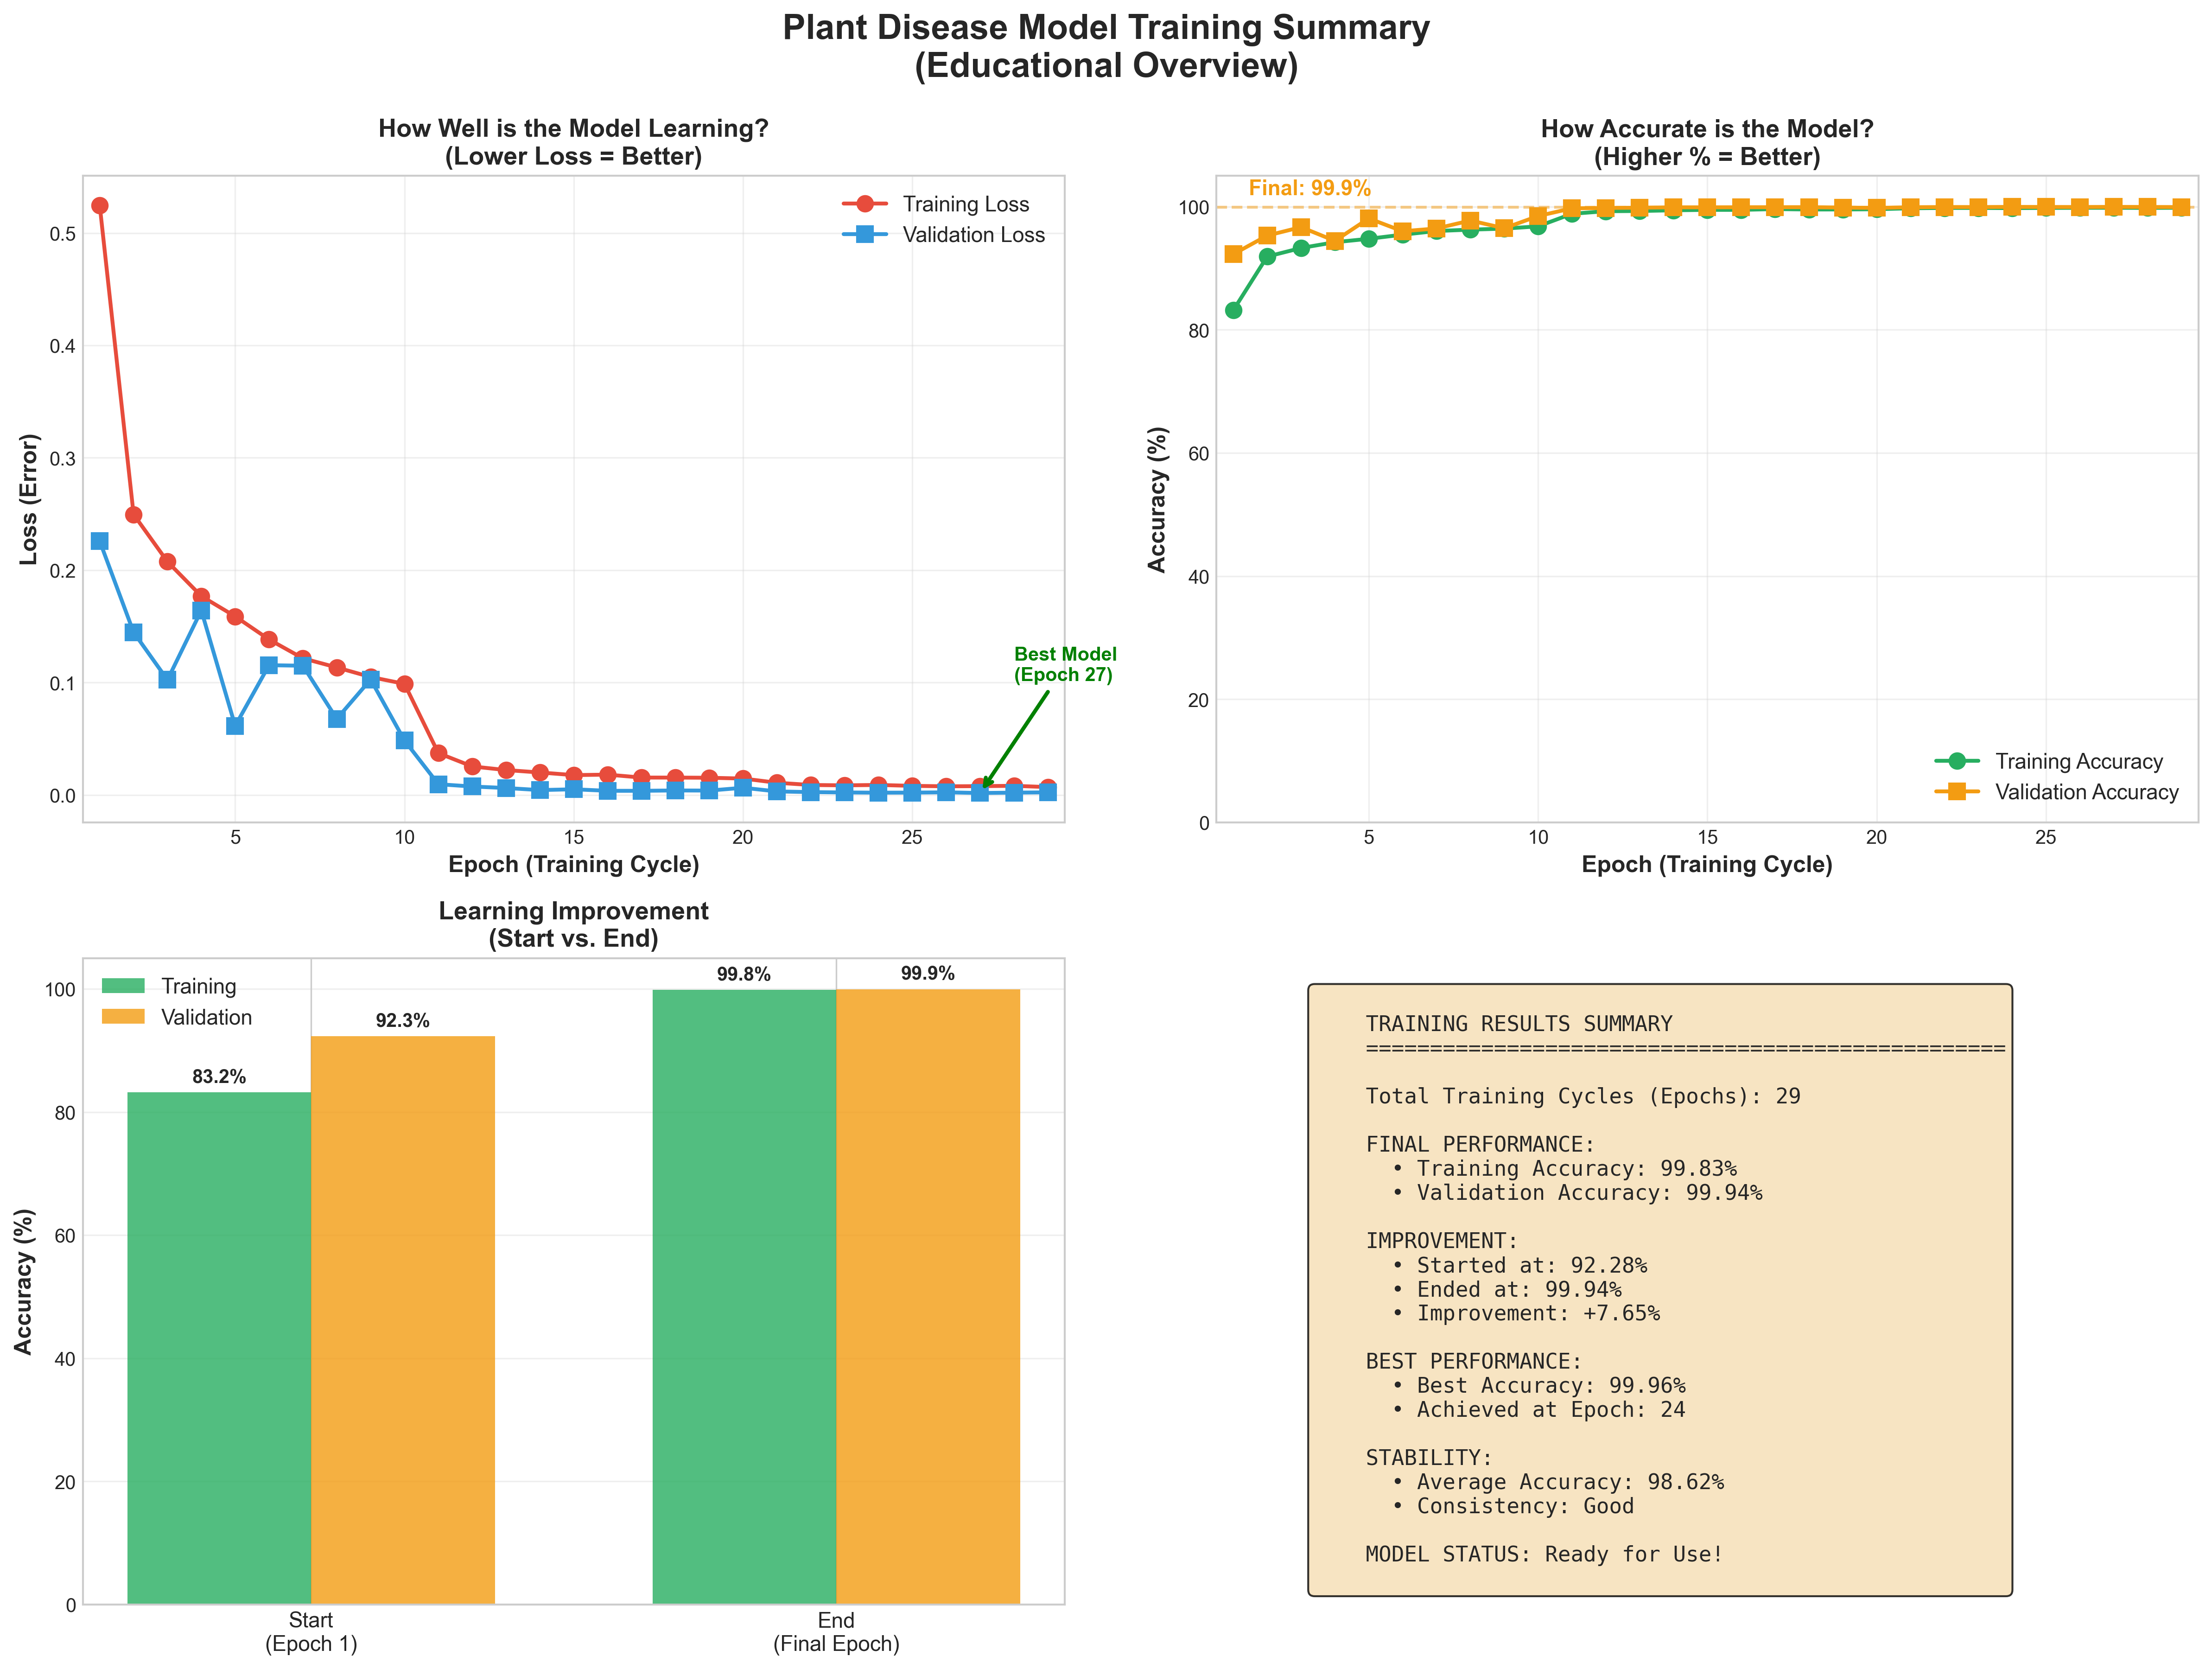 Plant Disease Model Training Summary
(Educational Overview)
How Well is the Model Learning?
(Lower Loss = Better)
Training Loss
Validation Loss
0.5
0.4
0.3
0.2
0.1
0.0
Loss (Error)
Best Model
(Epoch 27)
5
10
15
20
25
Epoch (Training Cycle)
How Accurate is the Model?
(Higher % = Better)
Final: 99.9%
100
80
60
40
20
0
Accuracy (%)
Training Accuracy
Validation Accuracy
5
10
15
20
25
Epoch (Training Cycle)
Learning Improvement
(Start vs. End)
Training
Validation
100
80
60
40
20
0
Accuracy (%)
83.2%
92.3%
99.8%
99.9%
Start
(Epoch 1)
End
(Final Epoch)
TRAINING RESULTS SUMMARY
==================================================
Total Training Cycles (Epochs): 29
FINAL PERFORMANCE:
• Training Accuracy: 99.83%
• Validation Accuracy: 99.94%
IMPROVEMENT:
• Started at: 92.28%
• Ended at: 99.94%
• Improvement: +7.65%
BEST PERFORMANCE:
• Best Accuracy: 99.96%
• Achieved at Epoch: 24
STABILITY:
• Average Accuracy: 98.62%
• Consistency: Good
MODEL STATUS: Ready for Use!